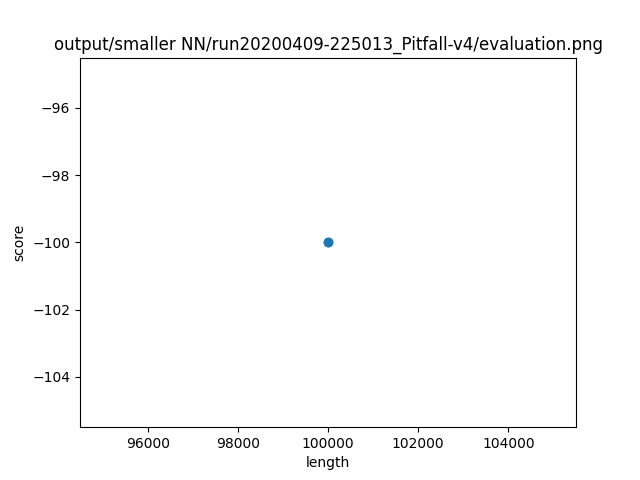 output/smaller NN/run20200409-225013_Pitfall-v4/evaluation.png
−96
−98
−100
−102
−104
score
96000 98000 100000 102000 104000
length